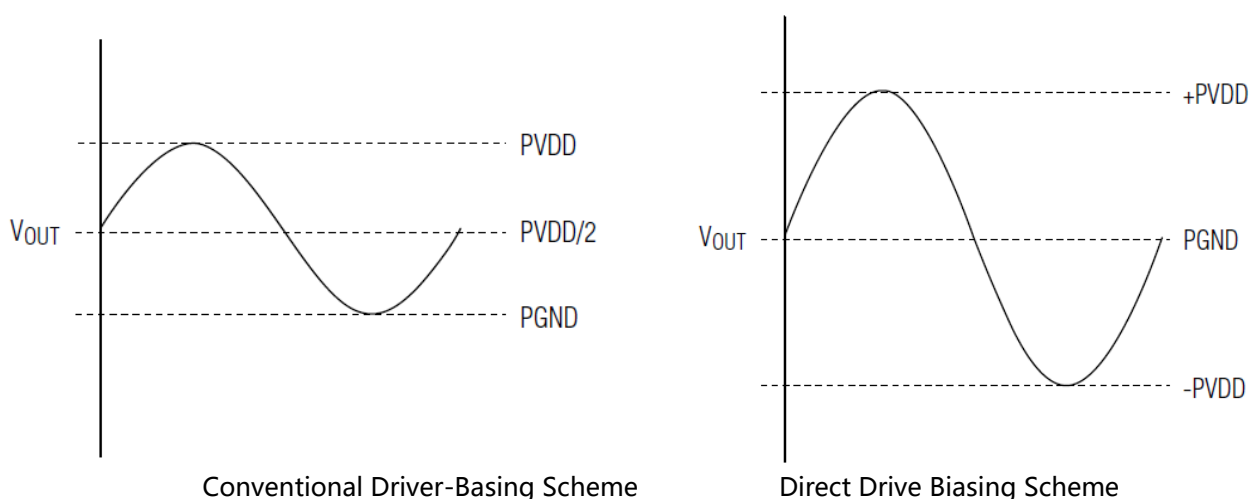 PVDD
VOUT
PVDD/2
PGND
Conventional Driver-Basing Scheme
+PVDD
VOUT
PGND
-PVDD
Direct Drive Biasing Scheme